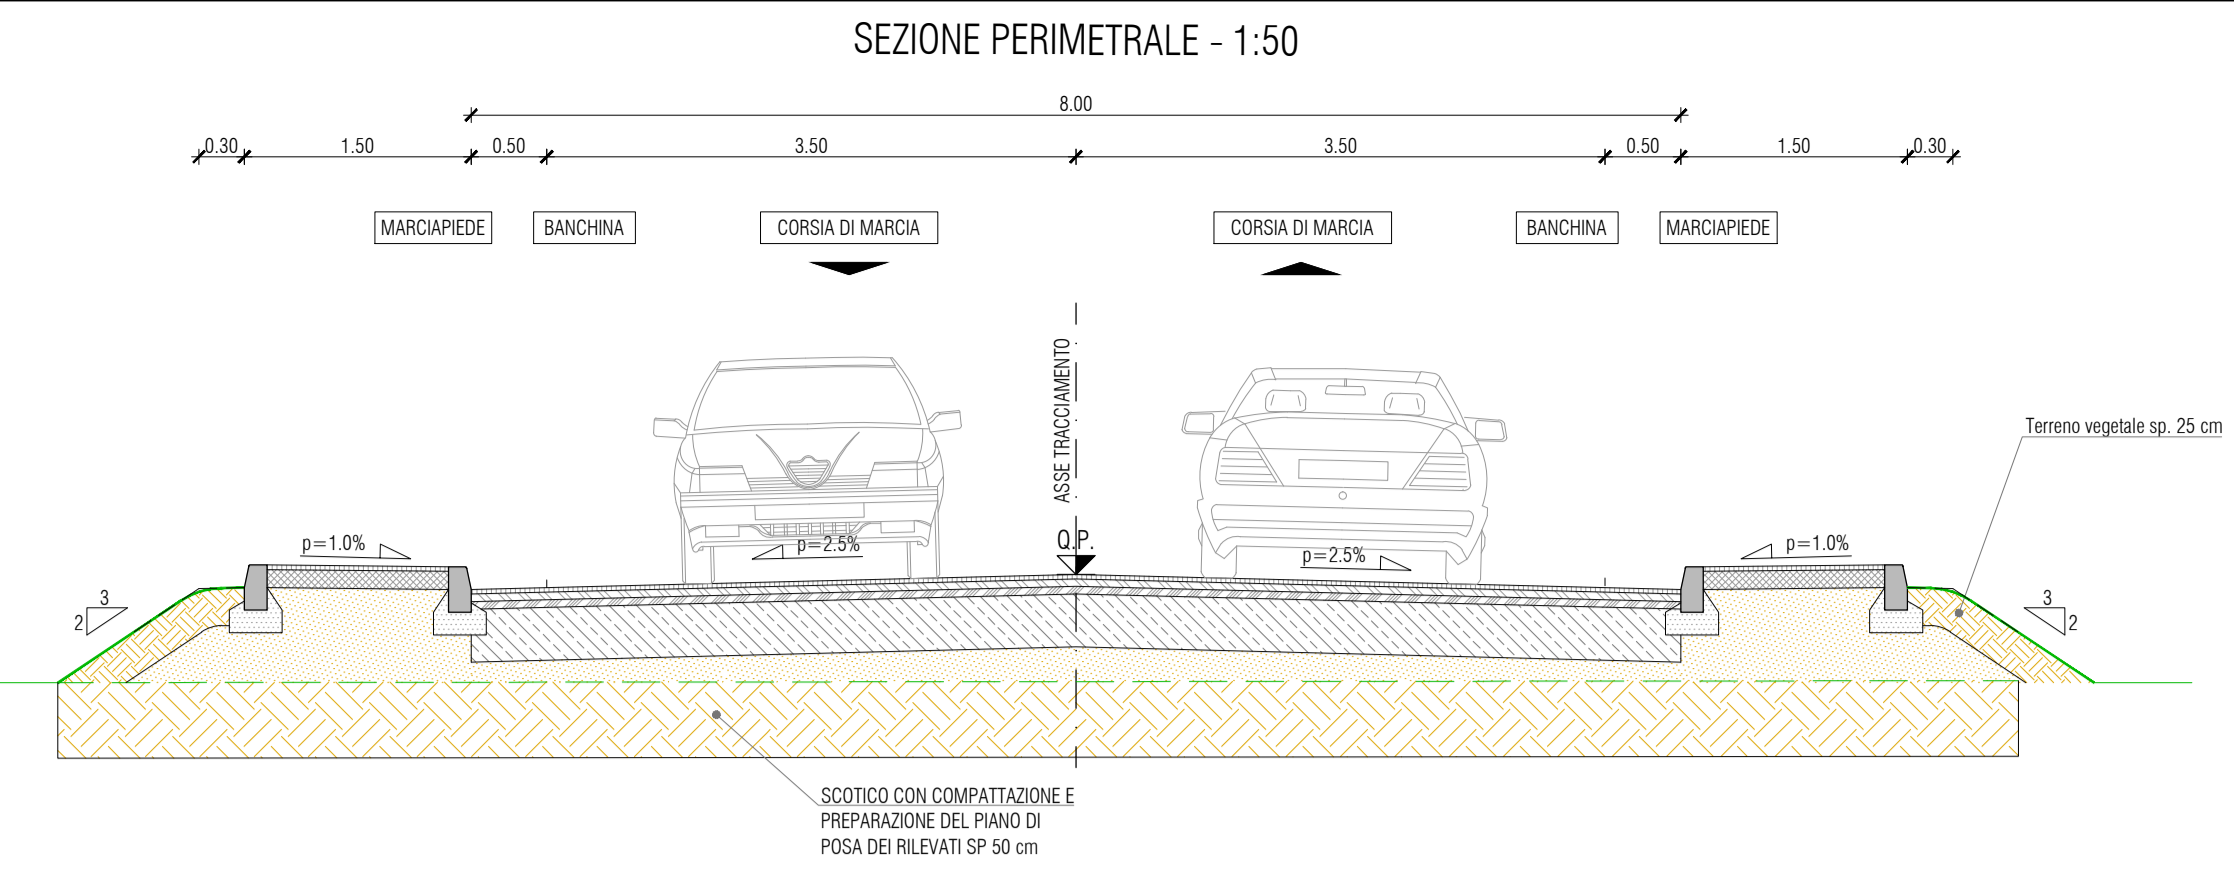 SEZIONE PERIMETRALE - 1:50
8.00
0.30 1.50 0.50 3.50 3.50 0.50 1.50 0.30
MARCIAPIEDE BANCHINA CORSIA DI MARCIA CORSIA DI MARCIA BANCHINA MARCIAPIEDE
ASSE TRACCIAMENTO
Terreno vegetale sp. 25 cm
Q.P.
p=1.0% p=2.5% p=2.5% p=1.0%
3 3
2 2
SCOTICO CON COMPATTAZIONE E
PREPARAZIONE DEL PIANO DI
POSA DEI RILEVATI SP 50 cm